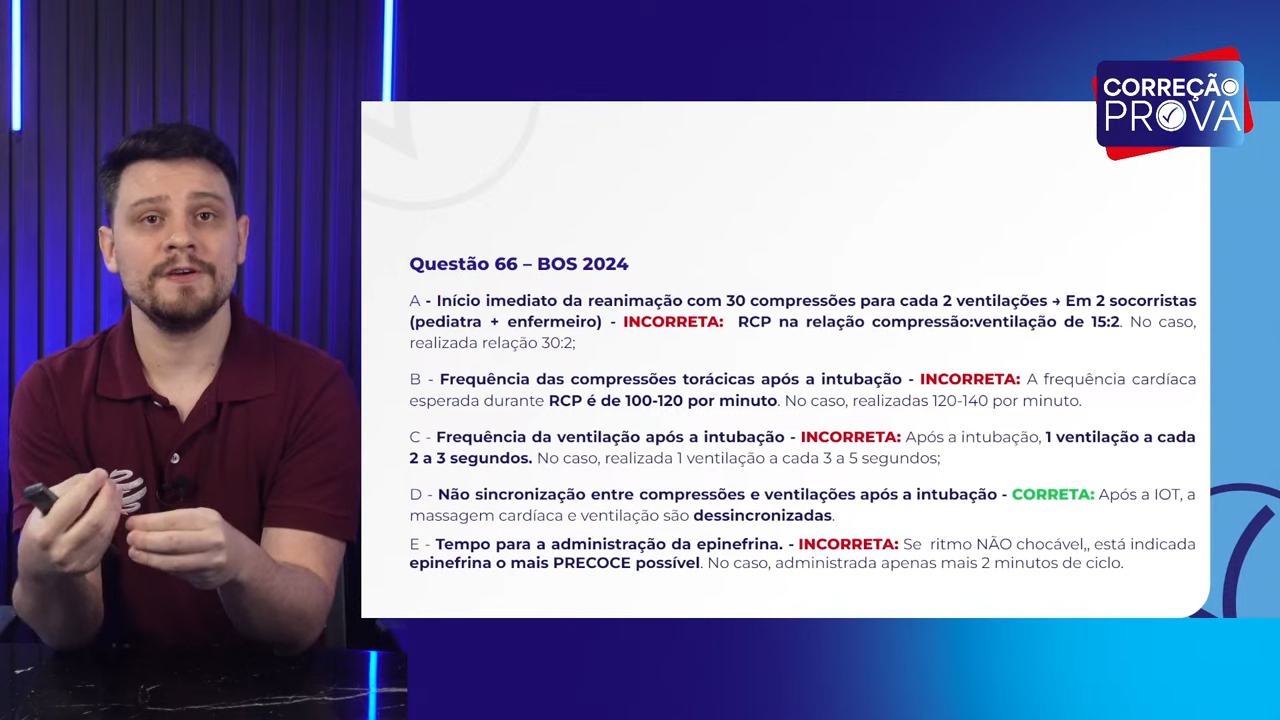 CORREÇÃO
PROVA
Questão 66 – BOS 2024
A - Início imediato da reanimação com 30 compressões para cada 2 ventilações → Em 2 socorristas
(pediatra + enfermeiro) - INCORRETA: RCP na relação compressão:ventilação de 15:2. No caso,
realizada relação 30:2;
B - Frequência das compressões torácicas após a intubação - INCORRETA: A frequência cardíaca
esperada durante RCP é de 100-120 por minuto. No caso, realizadas 120-140 por minuto.
C - Frequência da ventilação após a intubação - INCORRETA: Após a intubação, 1 ventilação a cada
2 a 3 segundos. No caso, realizada 1 ventilação a cada 3 a 5 segundos;
D - Não sincronização entre compressões e ventilações após a intubação - CORRETA: Após a IOT, a
massagem cardíaca e ventilação são dessincronizadas.
E - Tempo para a administração da epinefrina. - INCORRETA: Se ritmo NÃO chocável,, está indicada
epinefrina o mais PRECOCE possível. No caso, administrada apenas mais 2 minutos de ciclo.